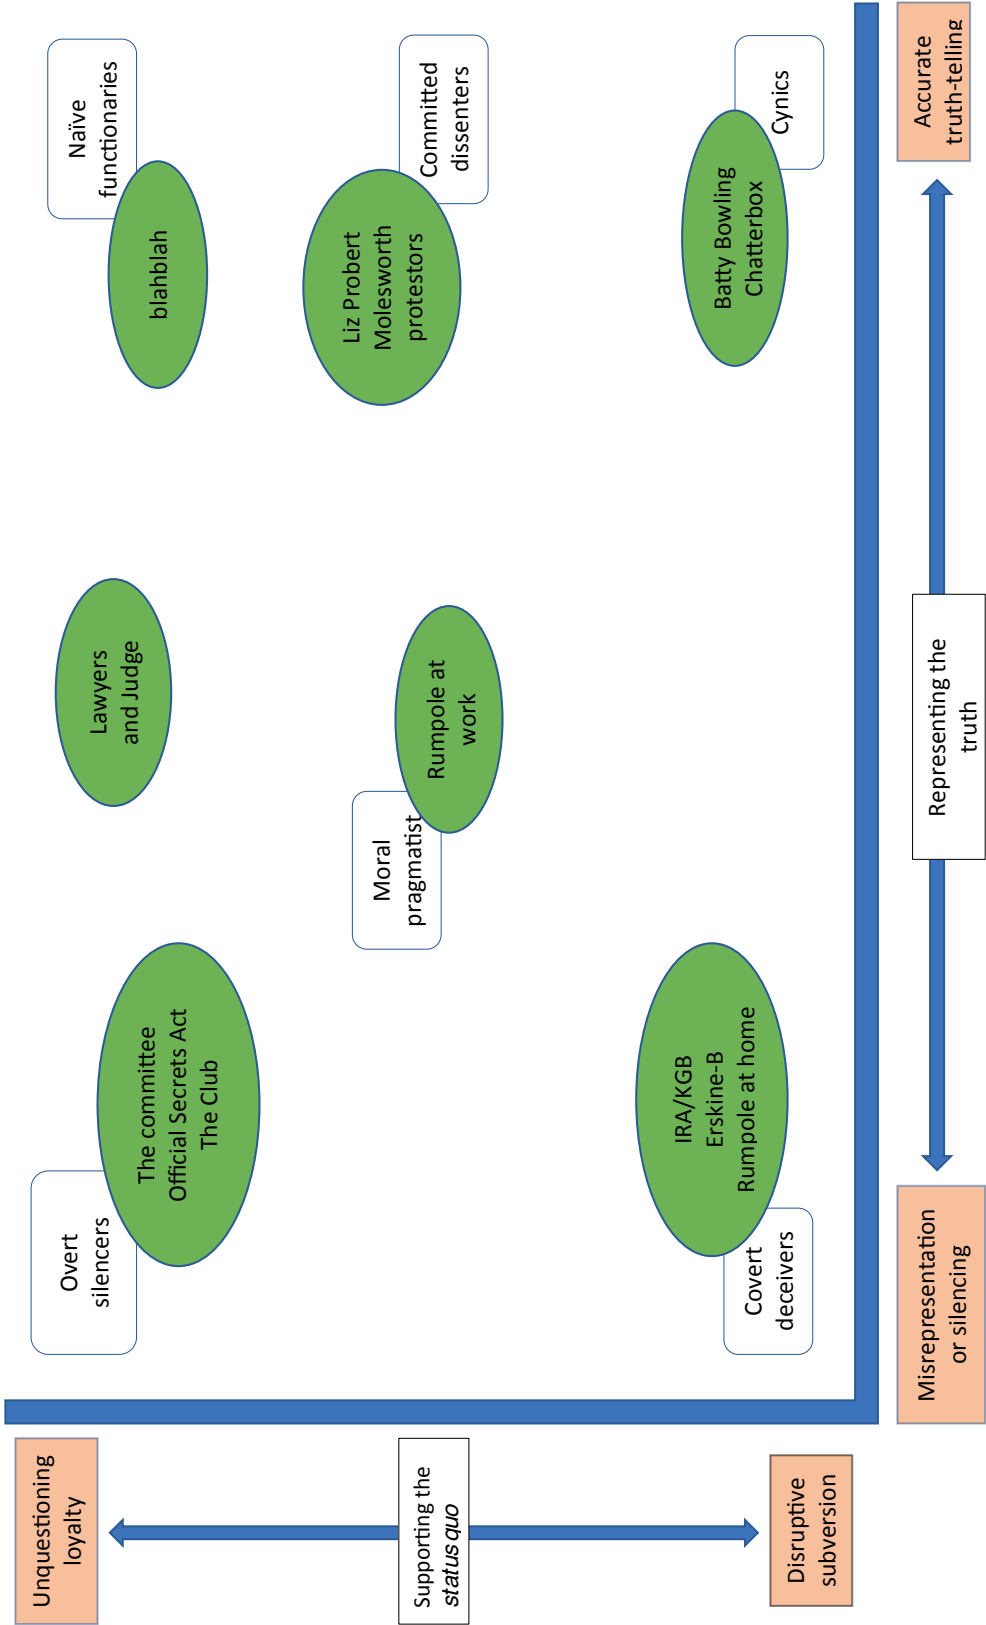 Unquestioning
loyalty
Supporting the
status quo
Disruptive
subversion
Overt
silencers
The committee
Official Secrets Act
The Club
Lawyers
and Judge
Naïve
functionaries
blahblah
Moral
pragmatist
Rumpole at
work
Committed
dissenters
Liz Probert
Molesworth
protestors
Covert
deceivers
IRA/KGB
Erskine-B
Rumpole at home
Batty Bowling
Chatterbox
Cynics
Misrepresentation
or silencing
Representing the
truth
Accurate
truth-telling